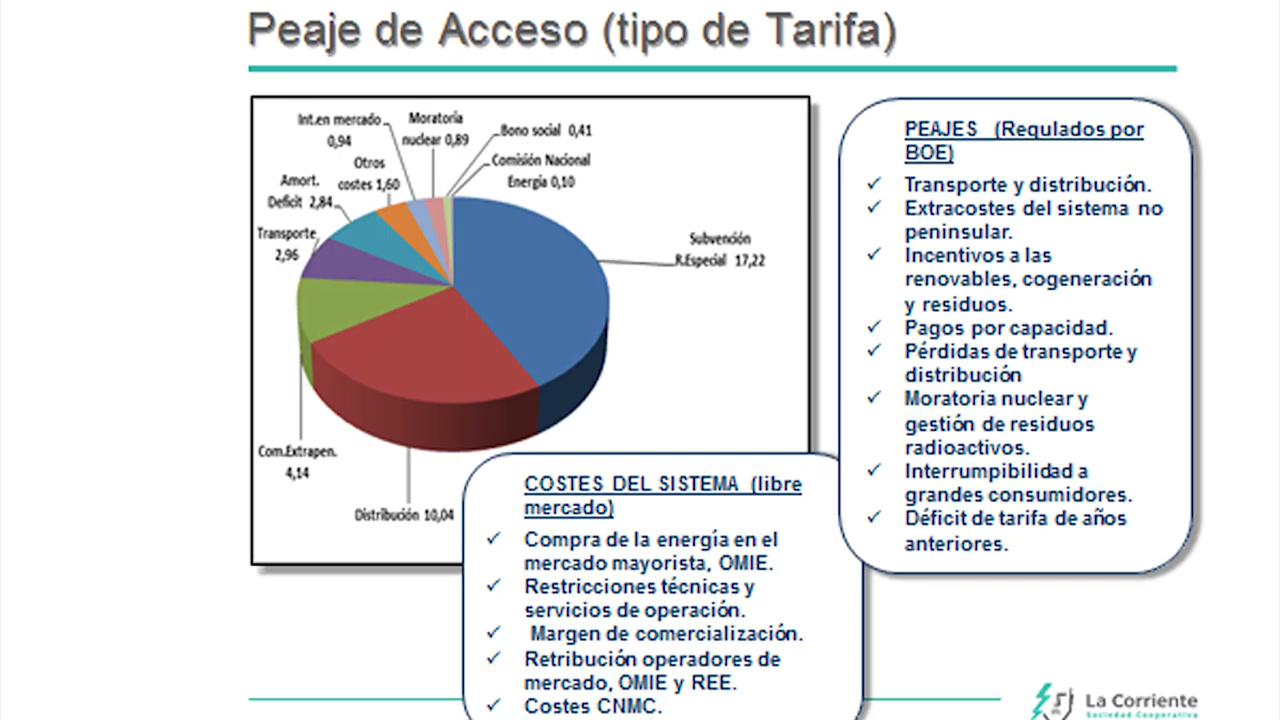 Peaje de Acceso (tipo de Tarifa)
Int.en mercado
0,94
Moratoria
nuclear 0,89
Bono social 0,41
Comisión Nacional
Energía 0,10
Otros
costes 1,60
Amort.
Deficit 2,84
Transporte
2,96
Subvención
R.Especial 17,22
Com.Extrapen.
4,14
Distribución 10,04
PEAJES (Regulados por
BOE)
✓ Transporte y distribución.
✓ Extracostes del sistema no
peninsular.
✓ Incentivos a las
renovables, cogeneración
y residuos.
✓ Pagos por capacidad.
✓ Pérdidas de transporte y
distribución
✓ Moratoria nuclear y
gestión de residuos
radioactivos.
✓ Interrumpibilidad a
grandes consumidores.
✓ Déficit de tarifa de años
anteriores.
COSTES DEL SISTEMA (libre
mercado)
✓ Compra de la energía en el
mercado mayorista, OMIE.
✓ Restricciones técnicas y
servicios de operación.
✓ Margen de comercialización.
✓ Retribución operadores de
mercado, OMIE y REE.
✓ Costes CNMC.
La Corriente
Sociedad Cooperativa